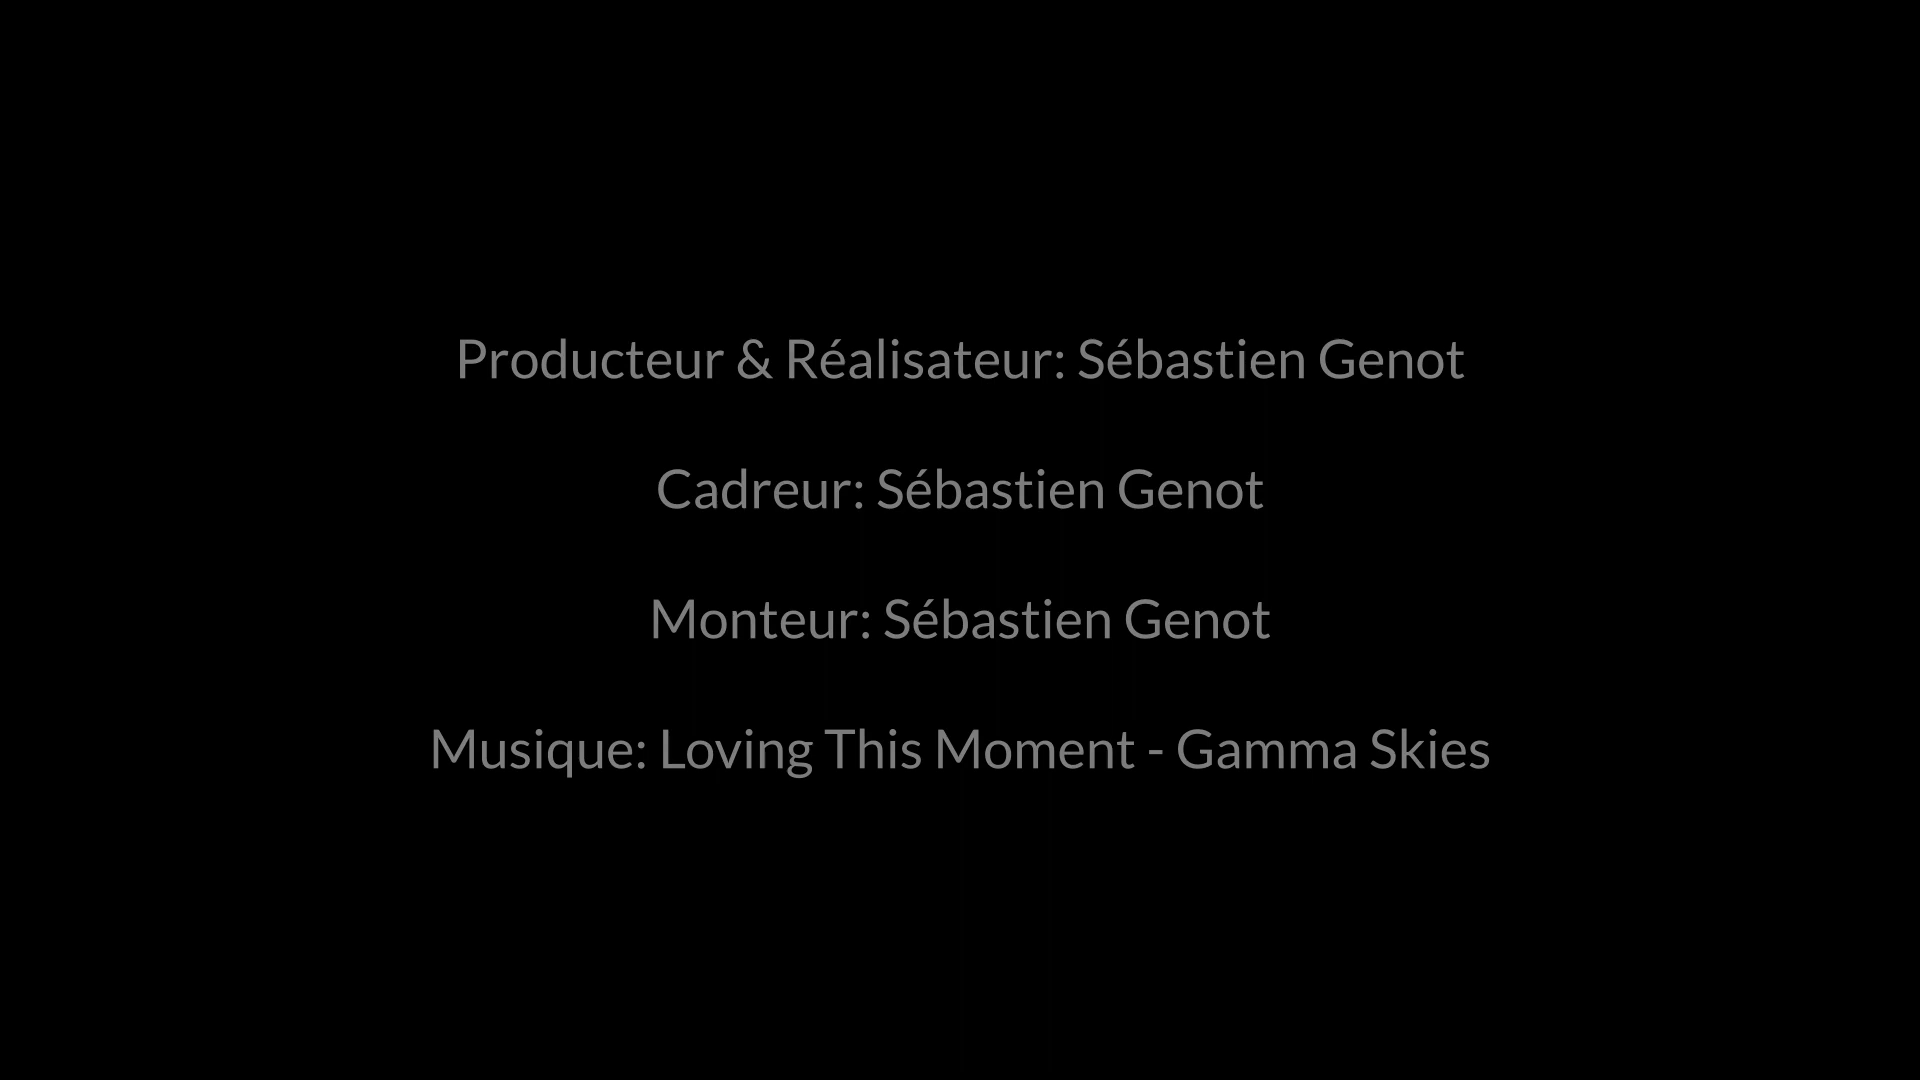 Producteur & Réalisateur: Sébastien Genot
Cadreur: Sébastien Genot
Monteur: Sébastien Genot
Musique: Loving This Moment - Gamma Skies